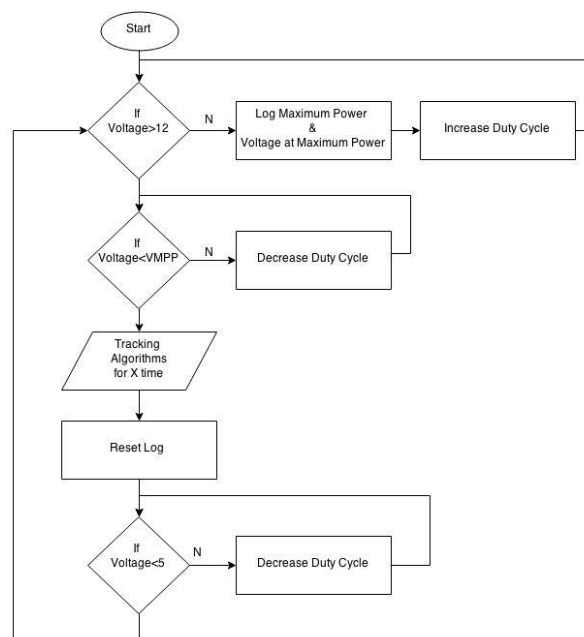 Start
If
Voltage>12
N
Log Maximum Power
&
Voltage at Maximum Power
Increase Duty Cycle
If
Voltage<VMPP
N
Decrease Duty Cycle
Tracking
Algorithms
for X time
Reset Log
If
Voltage<5
N
Decrease Duty Cycle